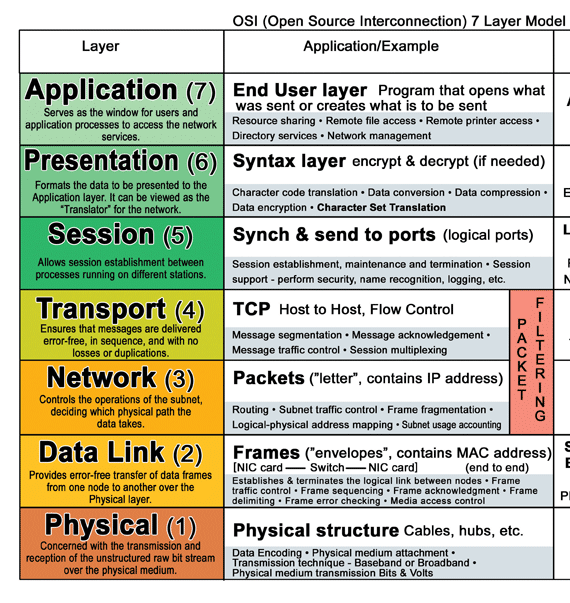 OSI (Open Source Interconnection) 7 Layer Model
Layer
Application/Example
Application (7)
Serves as the window for users and
application processes to access the network
services.
End User layer Program that opens what
was sent or creates what is to be sent
Resource sharing • Remote file access • Remote printer access •
Directory services • Network management
Presentation (6)
Formats the data to be presented to the
Application layer. It can be viewed as the
"Translator" for the network.
Syntax layer encrypt & decrypt (if needed)
Character code translation • Data conversion • Data compression •
Data encryption • Character Set Translation
Session (5)
Allows session establishment between
processes running on different stations.
Synch & send to ports (logical ports)
Session establishment, maintenance and termination • Session
support - perform security, name recognition, logging, etc.
Transport (4)
Ensures that messages are delivered
error-free, in sequence, and with no
losses or duplications.
TCP Host to Host, Flow Control
Message segmentation • Message acknowledgement •
Message traffic control • Session multiplexing
PACKET
FILTERING
Network (3)
Controls the operations of the subnet,
deciding which physical path the
data takes.
Packets ("letter", contains IP address)
Routing • Subnet traffic control • Frame fragmentation •
Logical-physical address mapping • Subnet usage accounting
Data Link (2)
Provides error-free transfer of data frames
from one node to another over the
Physical layer.
Frames ("envelopes", contains MAC address)
[NIC card — Switch — NIC card] (end to end)
Establishes & terminates the logical link between nodes • Frame
traffic control • Frame sequencing • Frame acknowledgment • Frame
delimiting • Frame error checking • Media access control
Physical (1)
Concerned with the transmission and
reception of the unstructured raw bit stream
over the physical medium.
Physical structure Cables, hubs, etc.
Data Encoding • Physical medium attachment •
Transmission technique - Baseband or Broadband •
Physical medium transmission Bits & Volts